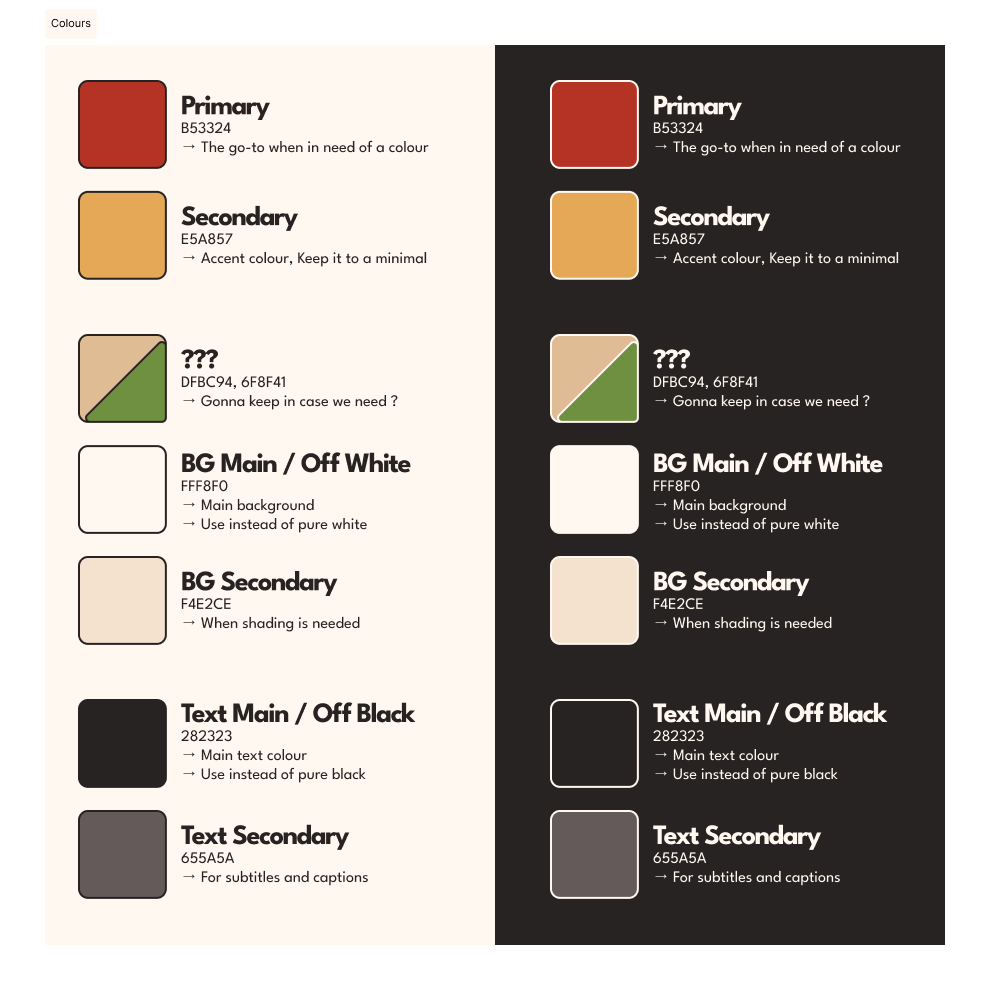 Colours
Primary
B53324
→ The go-to when in need of a colour
Secondary
E5A857
→ Accent colour, Keep it to a minimal
???
DFBC94, 6F8F41
→ Gonna keep in case we need ?
BG Main / Off White
FFF8F0
→ Main background
→ Use instead of pure white
BG Secondary
F4E2CE
→ When shading is needed
Text Main / Off Black
282323
→ Main text colour
→ Use instead of pure black
Text Secondary
655A5A
→ For subtitles and captions
Primary
B53324
→ The go-to when in need of a colour
Secondary
E5A857
→ Accent colour, Keep it to a minimal
???
DFBC94, 6F8F41
→ Gonna keep in case we need ?
BG Main / Off White
FFF8F0
→ Main background
→ Use instead of pure white
BG Secondary
F4E2CE
→ When shading is needed
Text Main / Off Black
282323
→ Main text colour
→ Use instead of pure black
Text Secondary
655A5A
→ For subtitles and captions